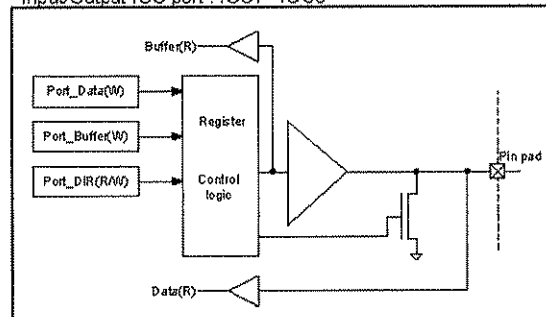 Buffer(R)
Port_Data(W)
Port_Buffer(W)
Port_DIR(R/W)
Register
Control
logic
Pin pad
Data(R)